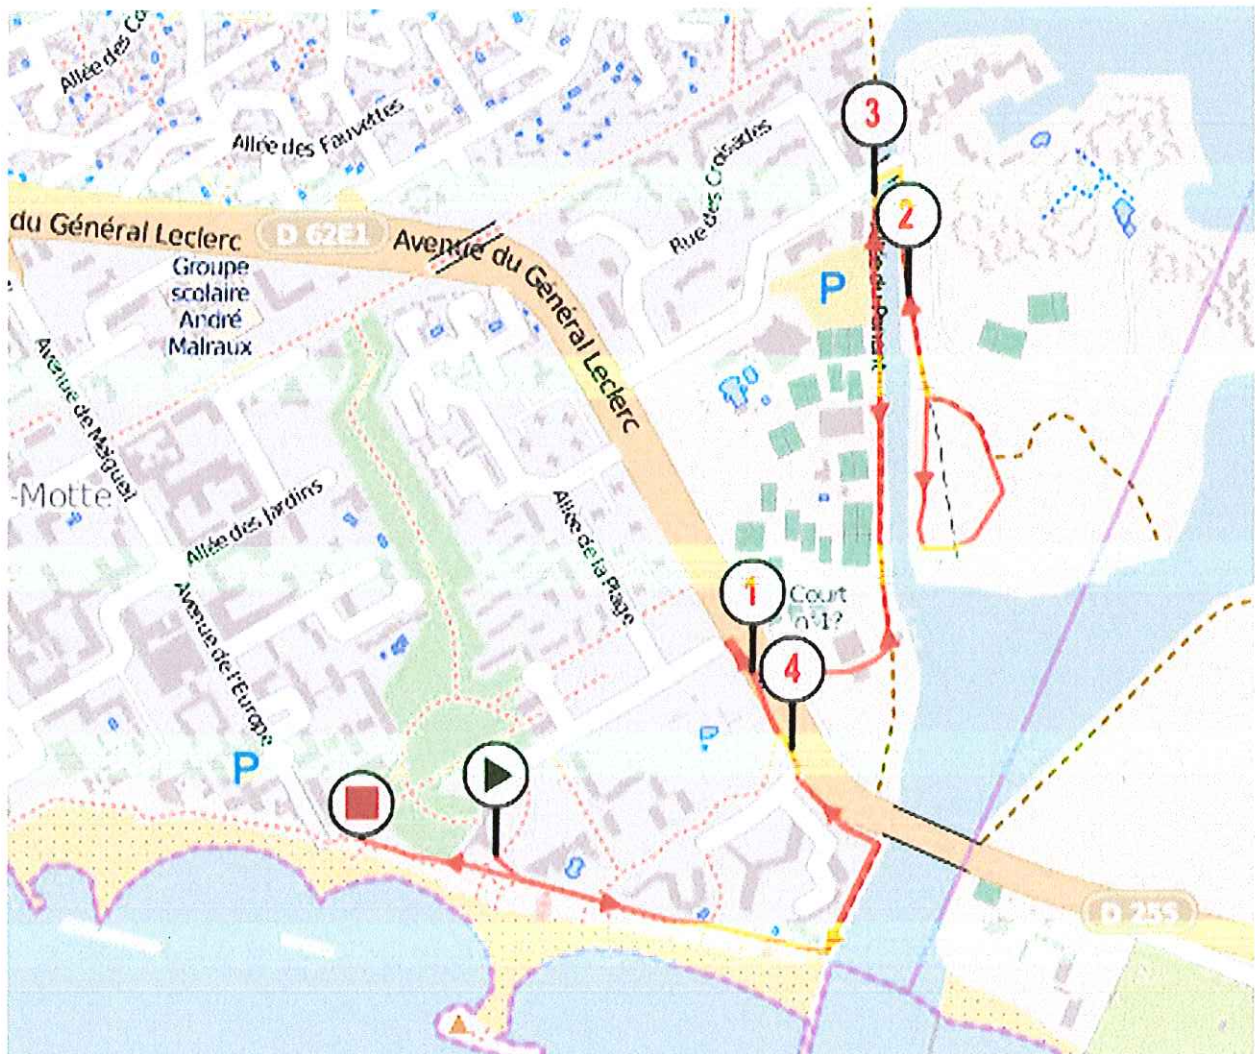 Allée des Co
Allée des Fauvettes
3
Rue des Croisades
2
du Général Leclerc
D 62E1
Avenue du Général Leclerc
Groupe
scolaire
André
Malraux
P
Avenue de Malgueil
-Motte
Allée des Jardins
Allée de la Plage
1
Court
n°1?
4
Avenue de l'Europe
P
D 255